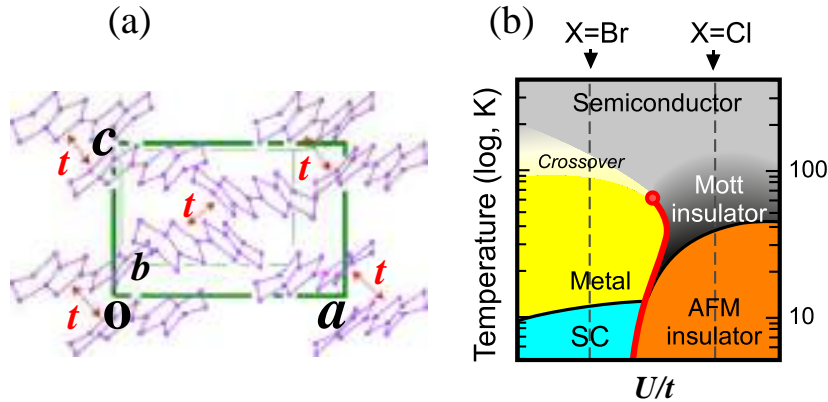 (a)
c
t
t
t
b
t
t
o
a
(b)
X=Br
X=Cl
Temperature (log, K)
Semiconductor
Crossover
100
Mott
insulator
Metal
AFM
insulator
10
SC
U/t